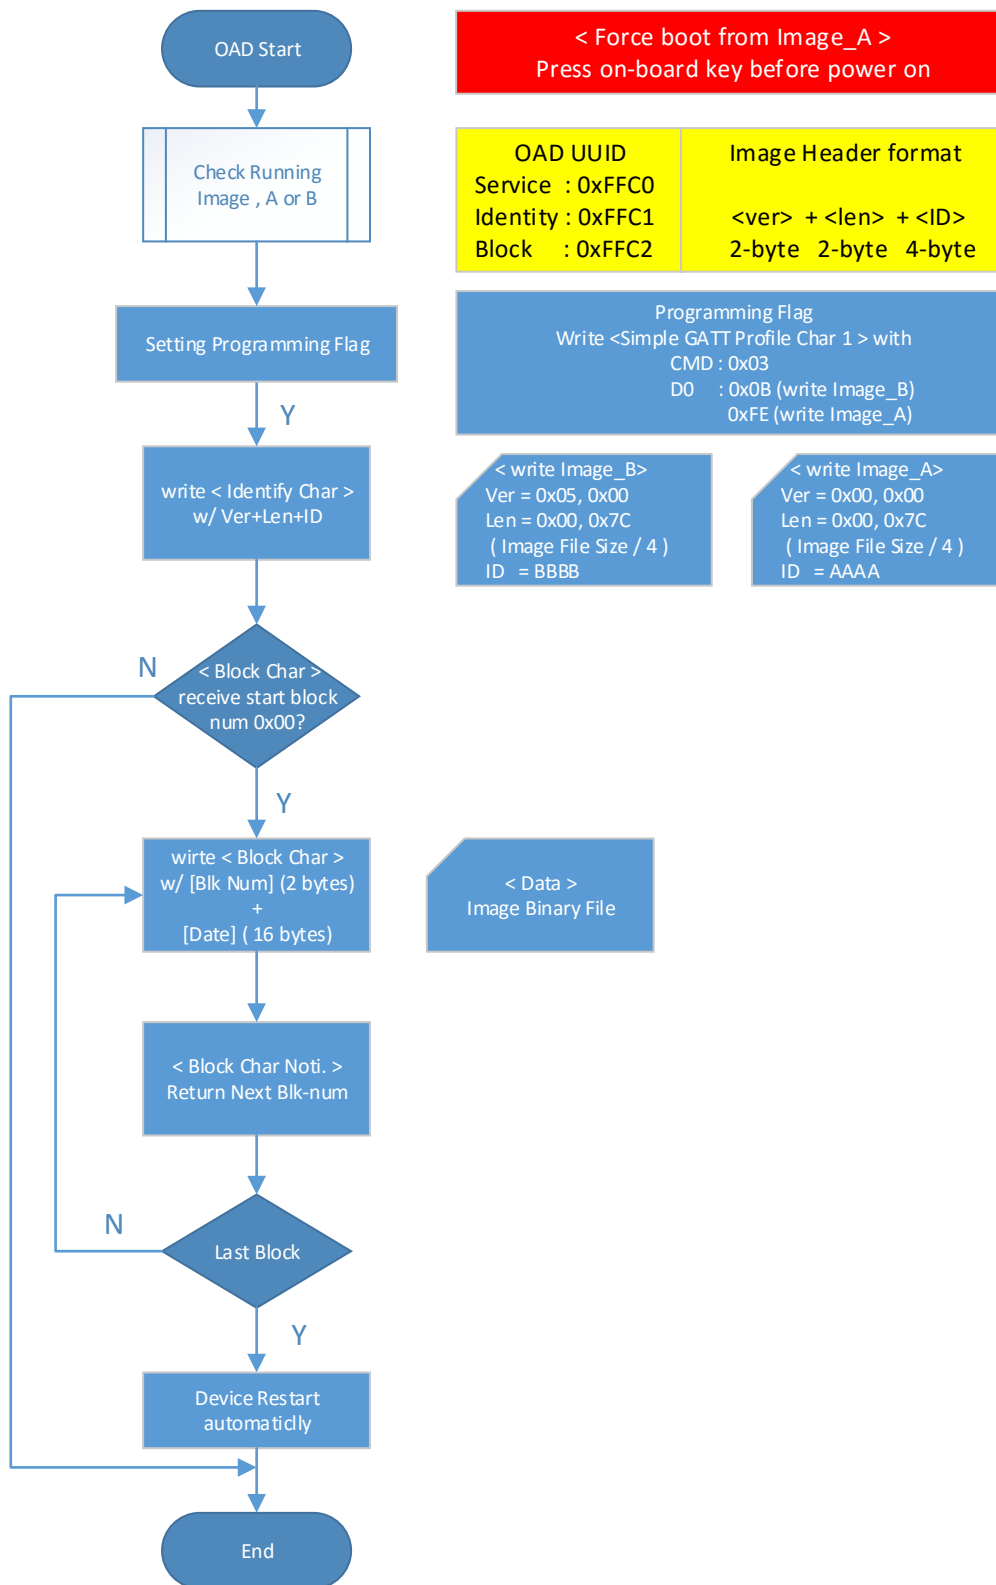 OAD Start
< Force boot from Image_A >
Press on-board key before power on
Check Running
Image , A or B
OAD UUID
Service : 0xFFC0
Identity : 0xFFC1
Block : 0xFFC2
Image Header format
<ver> + <len> + <ID>
2-byte 2-byte 4-byte
Setting Programming Flag
Programming Flag
Write <Simple GATT Profile Char 1 > with
CMD : 0x03
D0 : 0x0B (write Image_B)
0xFE (write Image_A)
Y
write < Identify Char >
w/ Ver+Len+ID
< write Image_B>
Ver = 0x05, 0x00
Len = 0x00, 0x7C
( Image File Size / 4 )
ID = BBBB
< write Image_A>
Ver = 0x00, 0x00
Len = 0x00, 0x7C
( Image File Size / 4 )
ID = AAAA
N
< Block Char >
receive start block
num 0x00?
Y
wirte < Block Char >
w/ [Blk Num] (2 bytes)
+
[Date] ( 16 bytes)
< Data >
Image Binary File
< Block Char Noti. >
Return Next Blk-num
N
Last Block
Y
Device Restart
automaticlly
End